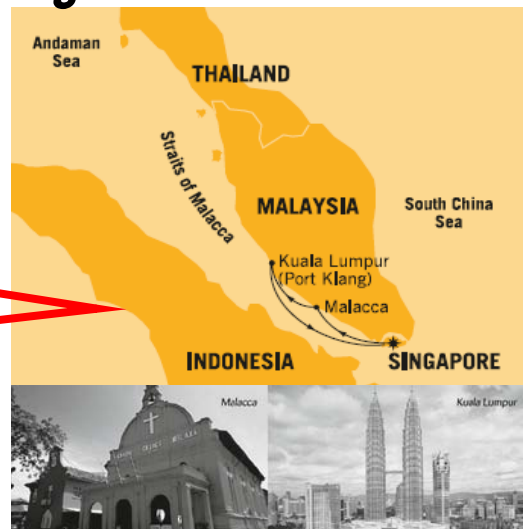 Andaman
Sea
THAILAND
Straits of Malacca
MALAYSIA
South China
Sea
Kuala Lumpur
(Port Klang)
Malacca
INDONESIA
SINGAPORE
Malacca
Kuala Lumpur